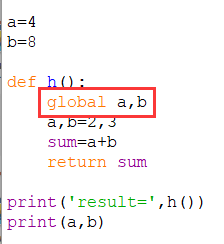 a=4
b=8
def h():
    global a,b
    a,b=2,3
    sum=a+b
    return sum
print('result=',h())
print(a,b)